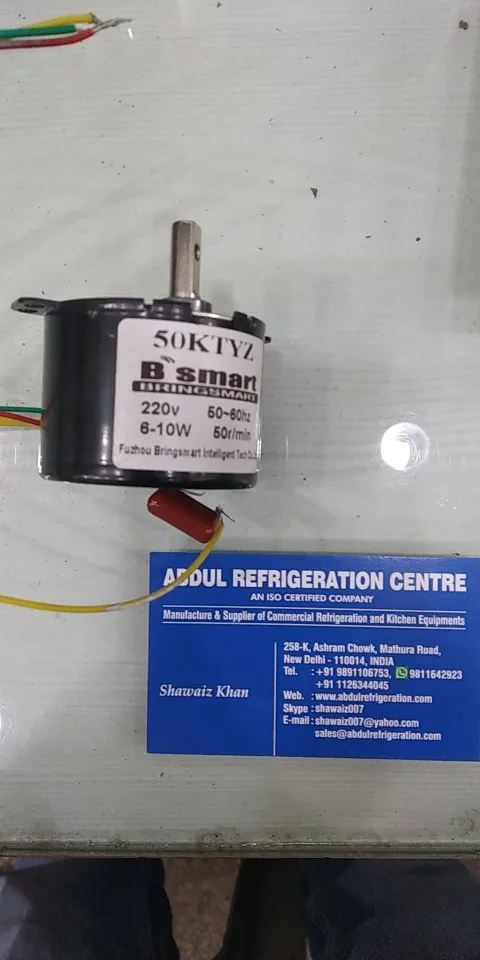 50KTYZ
B smart
BRINGSMART
220v 50~60hz
6-10W 50r/min
Fuzhou Bringsmart Intelligent Tech Co.,
ABDUL REFRIGERATION CENTRE
AN ISO CERTIFIED COMPANY
Manufacture & Supplier of Commercial Refrigeration and Kitchen Equipments
Shawaiz Khan
258-K, Ashram Chowk, Mathura Road,
New Delhi - 110014, INDIA
Tel. : +91 9891106753, 9811642923
+91 1126344045
Web. : www.abdulrefrigeration.com
Skype : shawaiz007
E-mail : shawaiz007@yahoo.com
sales@abdulrefrigeration.com